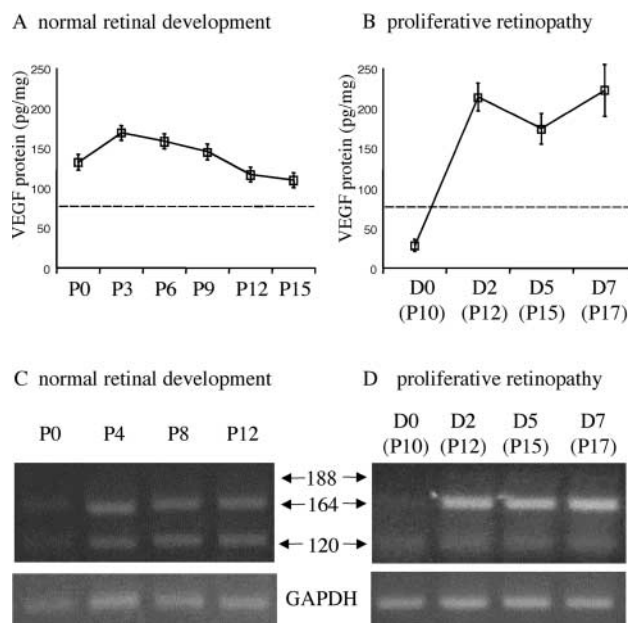 A normal retinal development
B proliferative retinopathy
VEGF protein (pg/mg)
250
200
150
100
50
0
P0 P3 P6 P9 P12 P15
VEGF protein (pg/mg)
250
200
150
100
50
0
D0 D2 D5 D7
(P10) (P12) (P15) (P17)
C normal retinal development
D proliferative retinopathy
P0 P4 P8 P12
D0 D2 D5 D7
(P10) (P12) (P15) (P17)
188
164
120
GAPDH